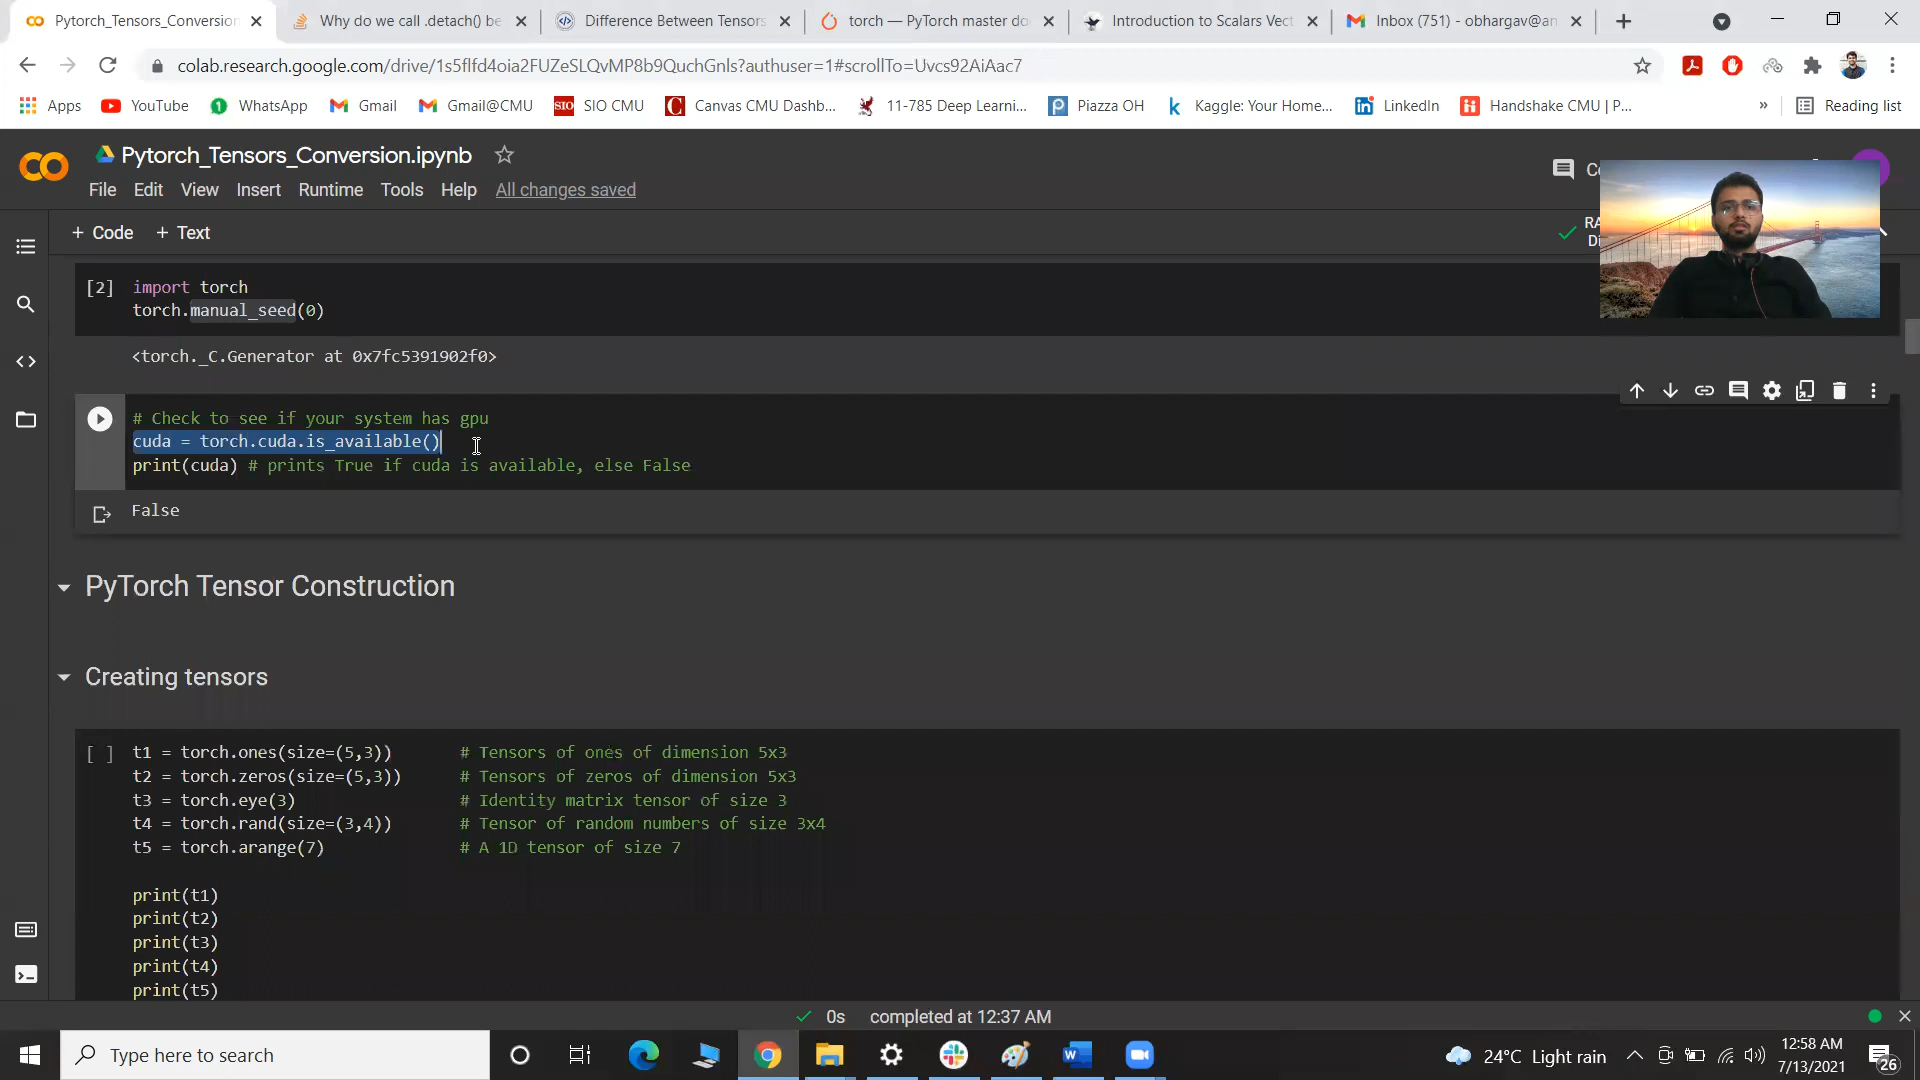 Pytorch_Tensors_Conversion
Why do we call .detach() be
Difference Between Tensors
torch — PyTorch master do
Introduction to Scalars Vect
Inbox (751) - obhargav@an
colab.research.google.com/drive/1s5flfd4oia2FUZeSLQvMP8b9QuchGnls?authuser=1#scrollTo=Uvcs92AiAac7
Apps
YouTube
WhatsApp
Gmail
Gmail@CMU
SIO CMU
Canvas CMU Dashb...
11-785 Deep Learni...
Piazza OH
Kaggle: Your Home...
LinkedIn
Handshake CMU | P...
»
Reading list
Pytorch_Tensors_Conversion.ipynb
File Edit View Insert Runtime Tools Help All changes saved
+ Code + Text
[2] import torch
torch.manual_seed(0)
<torch._C.Generator at 0x7fc5391902f0>
# Check to see if your system has gpu
cuda = torch.cuda.is_available()
print(cuda) # prints True if cuda is available, else False
False
PyTorch Tensor Construction
Creating tensors
[ ] t1 = torch.ones(size=(5,3)) # Tensors of ones of dimension 5x3
t2 = torch.zeros(size=(5,3)) # Tensors of zeros of dimension 5x3
t3 = torch.eye(3) # Identity matrix tensor of size 3
t4 = torch.rand(size=(3,4)) # Tensor of random numbers of size 3x4
t5 = torch.arange(7) # A 1D tensor of size 7
print(t1)
print(t2)
print(t3)
print(t4)
print(t5)
0s completed at 12:37 AM
Type here to search
24°C Light rain
12:58 AM
7/13/2021
26